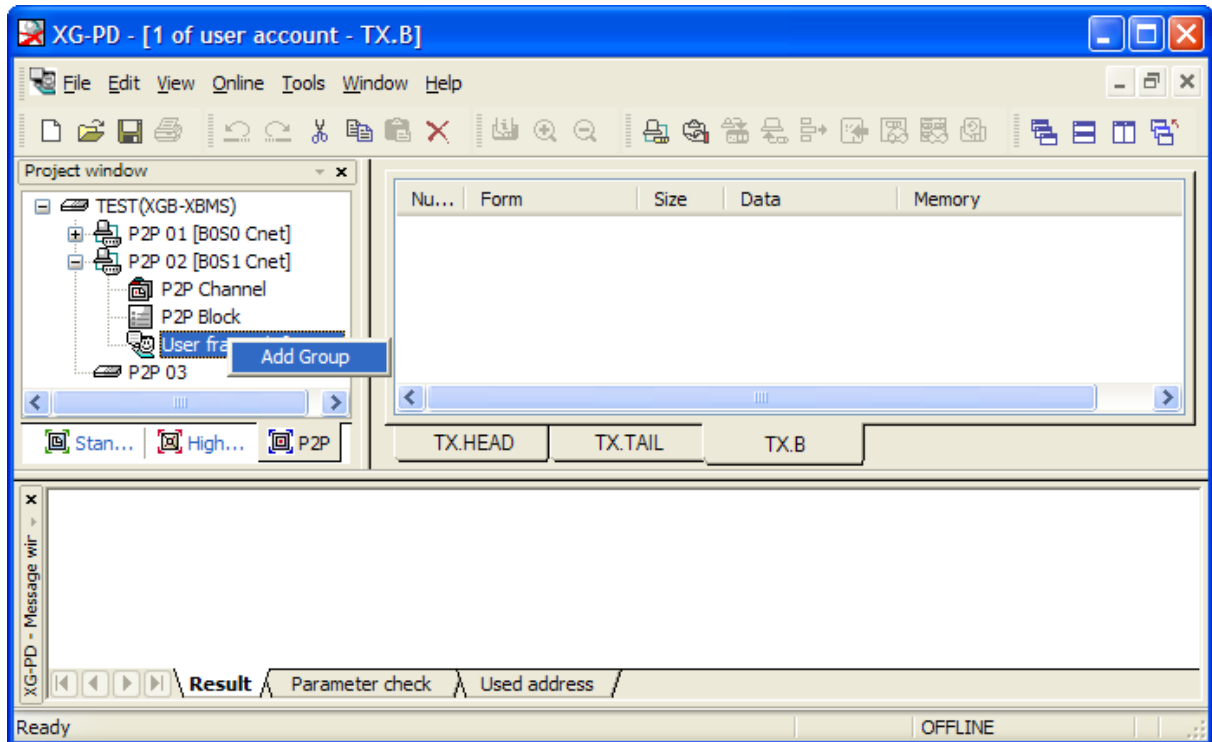 XG-PD - [1 of user account - TX.B]
File Edit View Online Tools Window Help
Project window
TEST(XGB-XBMS)
P2P 01 [B0S0 Cnet]
P2P 02 [B0S1 Cnet]
P2P Channel
P2P Block
User fra
Add Group
P2P 03
Stan... High... P2P
Nu... Form Size Data Memory
TX.HEAD TX.TAIL TX.B
XG-PD - Message wir
Result Parameter check Used address
Ready OFFLINE